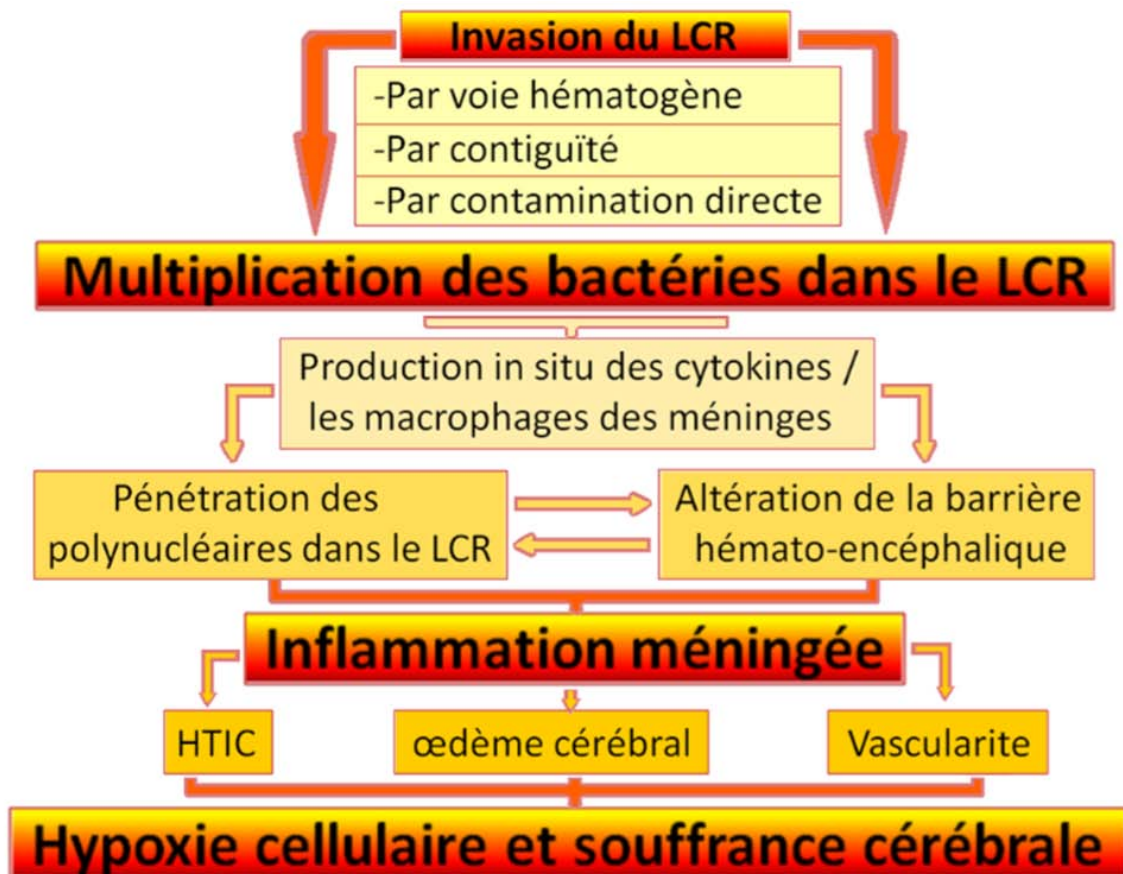 Invasion du LCR
-Par voie hématogène
-Par contiguïté
-Par contamination directe
Multiplication des bactéries dans le LCR
Production in situ des cytokines /
les macrophages des méninges
Pénétration des
polynucléaires dans le LCR
Altération de la barrière
hémato-encéphalique
Inflammation méningée
HTIC
œdème cérébral
Vascularite
Hypoxie cellulaire et souffrance cérébrale